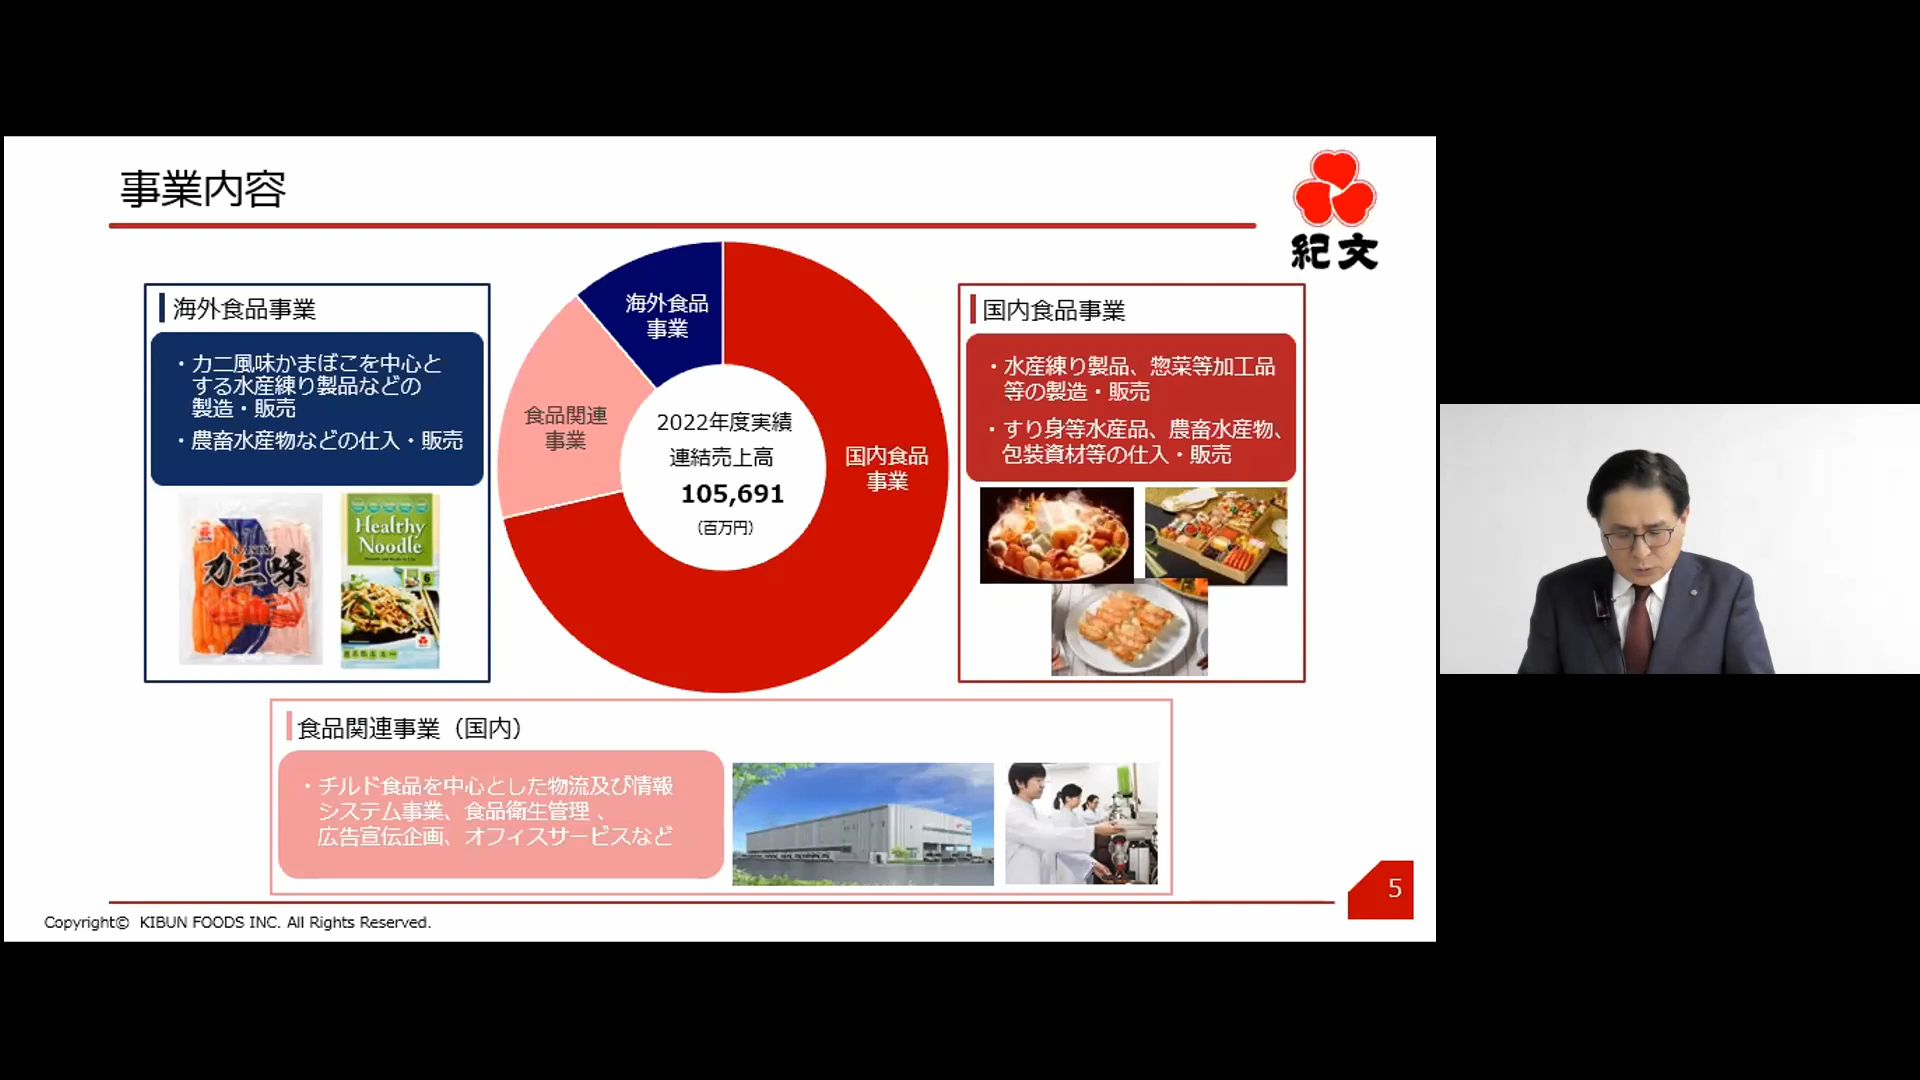 事業内容
紀文
海外食品事業
・カニ風味かまぼこを中心と
する水産練り製品などの
製造・販売
・農畜水産物などの仕入・販売
カニ味
Healthy
Noodle
6
海外食品
事業
食品関連
事業
国内食品
事業
2022年度実績
連結売上高
105,691
（百万円）
国内食品事業
・水産練り製品、惣菜等加工品
等の製造・販売
・すり身等水産品、農畜水産物、
包装資材等の仕入・販売
食品関連事業（国内）
・チルド食品を中心とした物流及び情報
システム事業、食品衛生管理 、
広告宣伝企画、オフィスサービスなど
5
Copyright© KIBUN FOODS INC. All Rights Reserved.